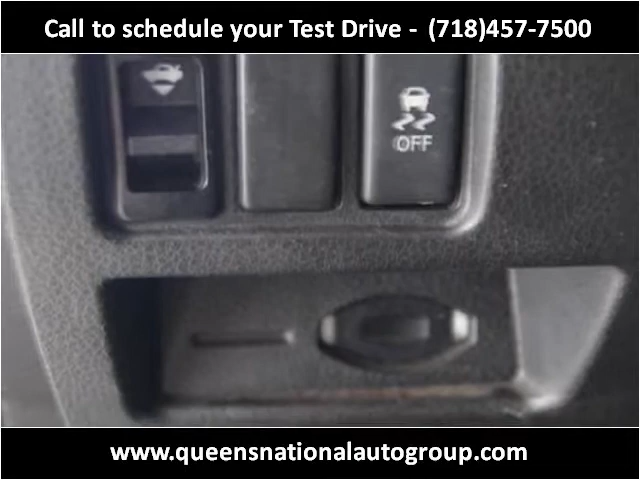 Call to schedule your Test Drive - (718)457-7500
OFF
www.queensnationalautogroup.com